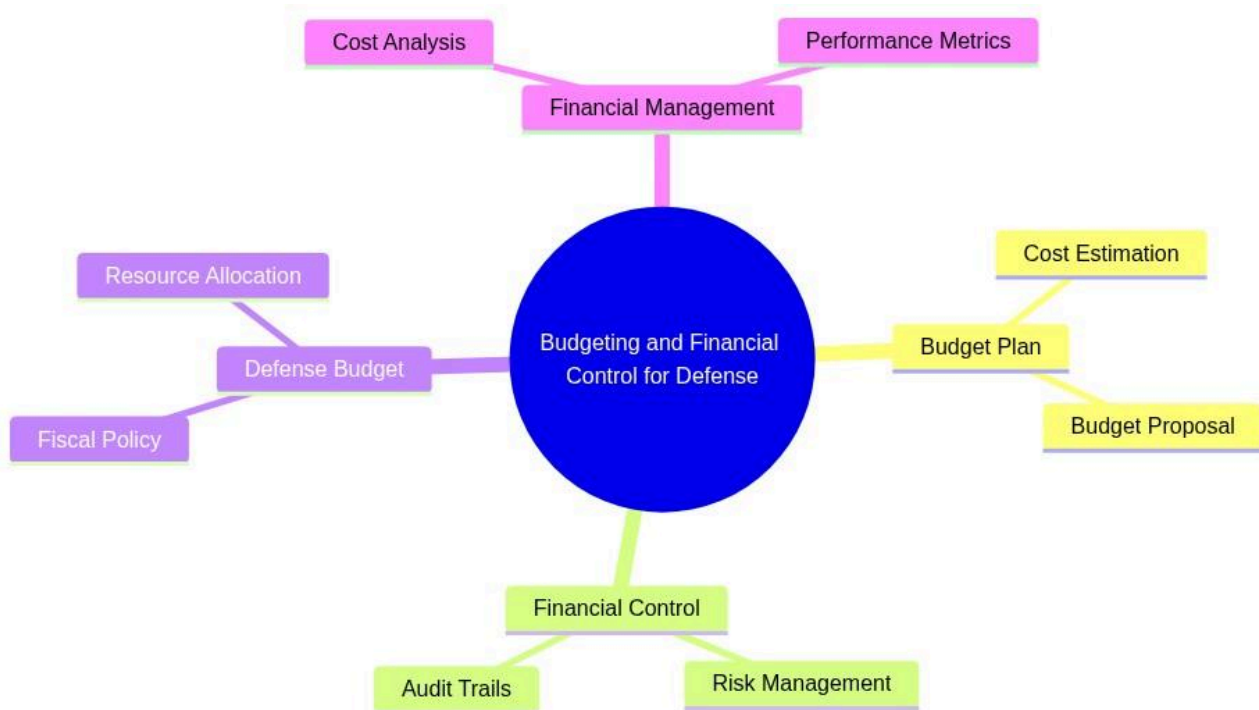 Cost Analysis
Performance Metrics
Financial Management
Cost Estimation
Resource Allocation
Budgeting and Financial
Control for Defense
Budget Plan
Defense Budget
Budget Proposal
Fiscal Policy
Financial Control
Audit Trails
Risk Management